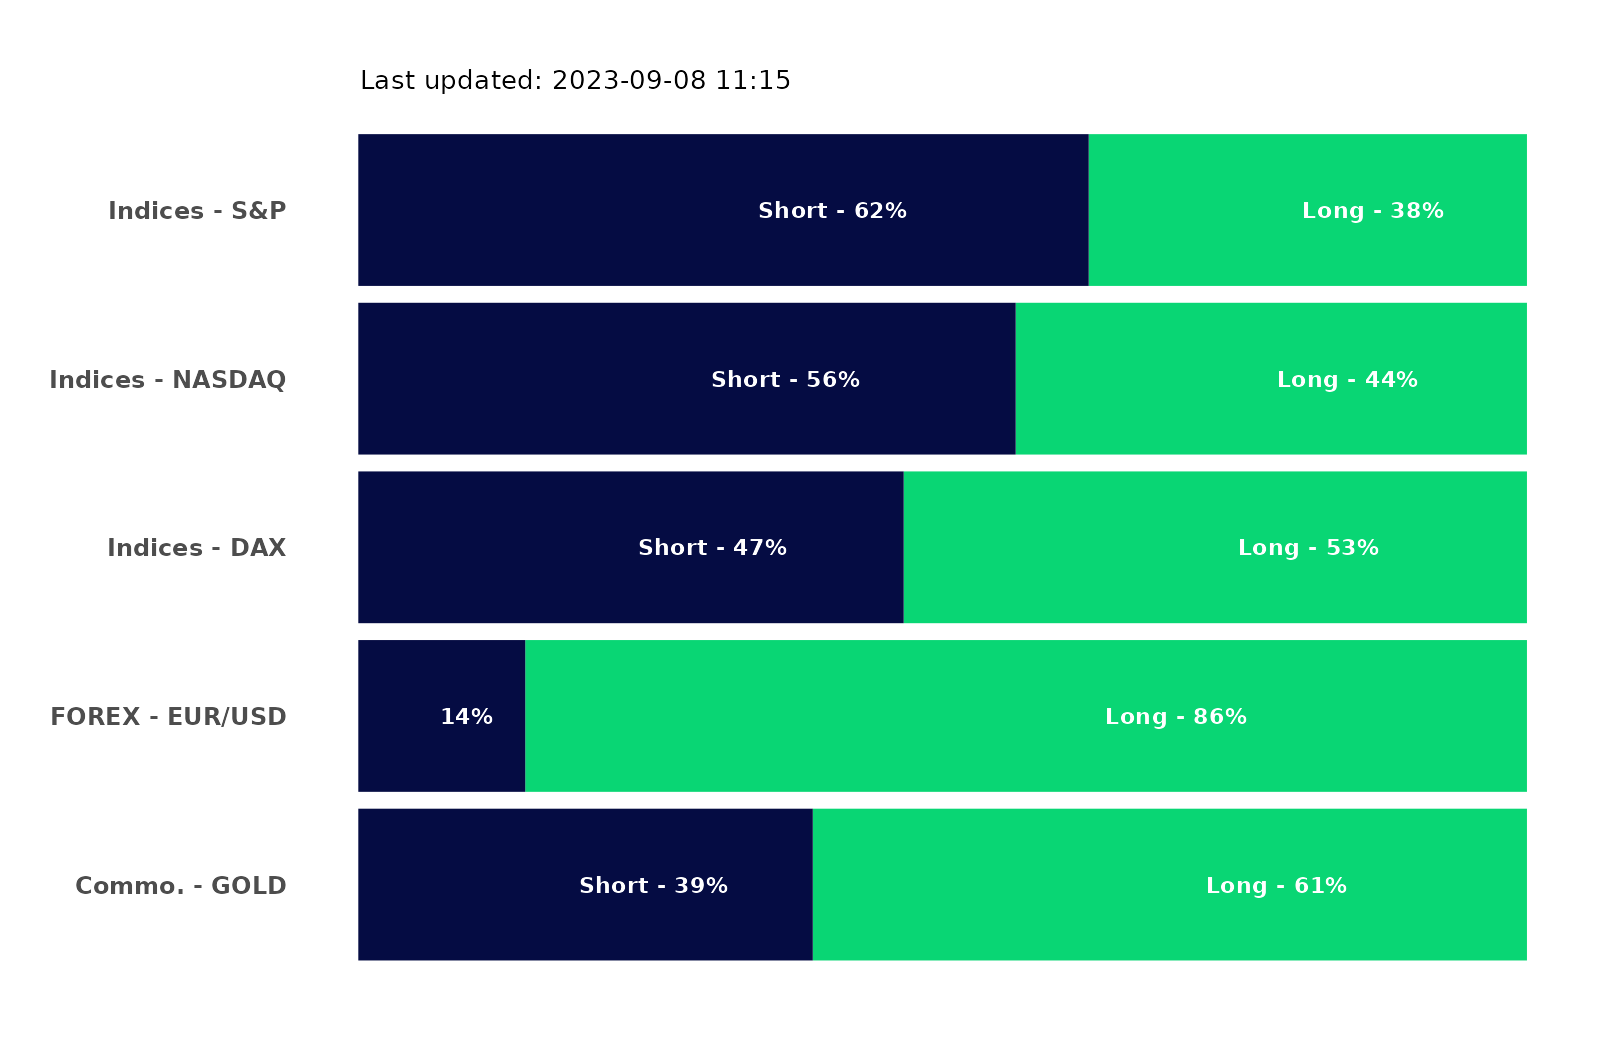 Last updated: 2023-09-08 11:15
Indices - S&P Short - 62% Long - 38%
Indices - NASDAQ Short - 56% Long - 44%
Indices - DAX Short - 47% Long - 53%
FOREX - EUR/USD 14% Long - 86%
Commo. - GOLD Short - 39% Long - 61%